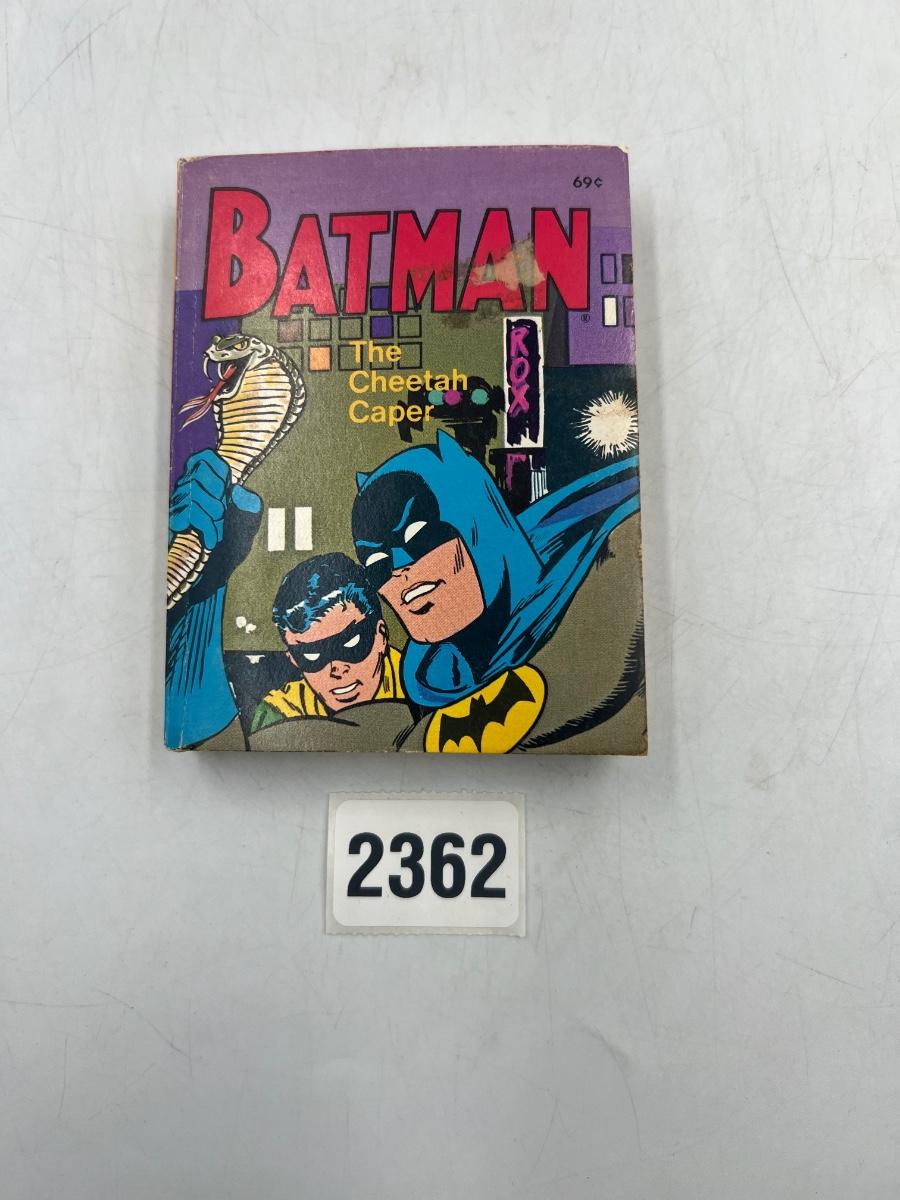 69¢
BATMAN
®
The
Cheetah
Caper
ROX
2362